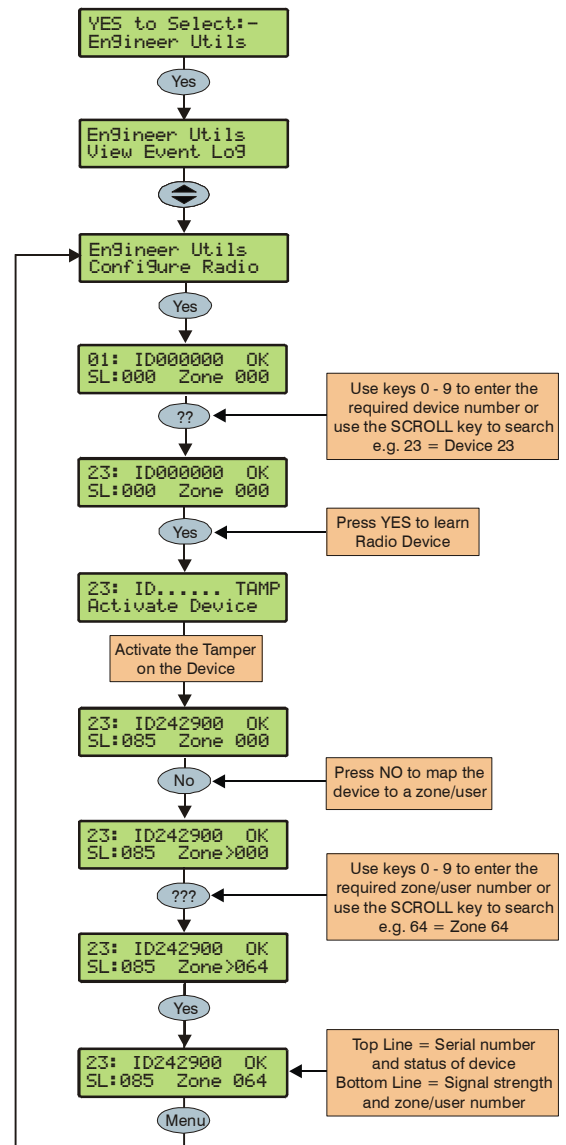 YES to Select:-
Engineer Utils
Yes
Engineer Utils
View Event Log
Engineer Utils
Configure Radio
Yes
01: ID000000 OK
SL:000 Zone 000
Use keys 0 - 9 to enter the
required device number or
use the SCROLL key to search
e.g. 23 = Device 23
??
23: ID000000 OK
SL:000 Zone 000
Press YES to learn
Radio Device
Yes
23: ID...... TAMP
Activate Device
Activate the Tamper
on the Device
23: ID242900 OK
SL:085 Zone 000
Press NO to map the
device to a zone/user
No
23: ID242900 OK
SL:085 Zone>000
Use keys 0 - 9 to enter the
required zone/user number or
use the SCROLL key to search
e.g. 64 = Zone 64
???
23: ID242900 OK
SL:085 Zone>064
Yes
23: ID242900 OK
SL:085 Zone 064
Top Line = Serial number
and status of device
Bottom Line = Signal strength
and zone/user number
Menu